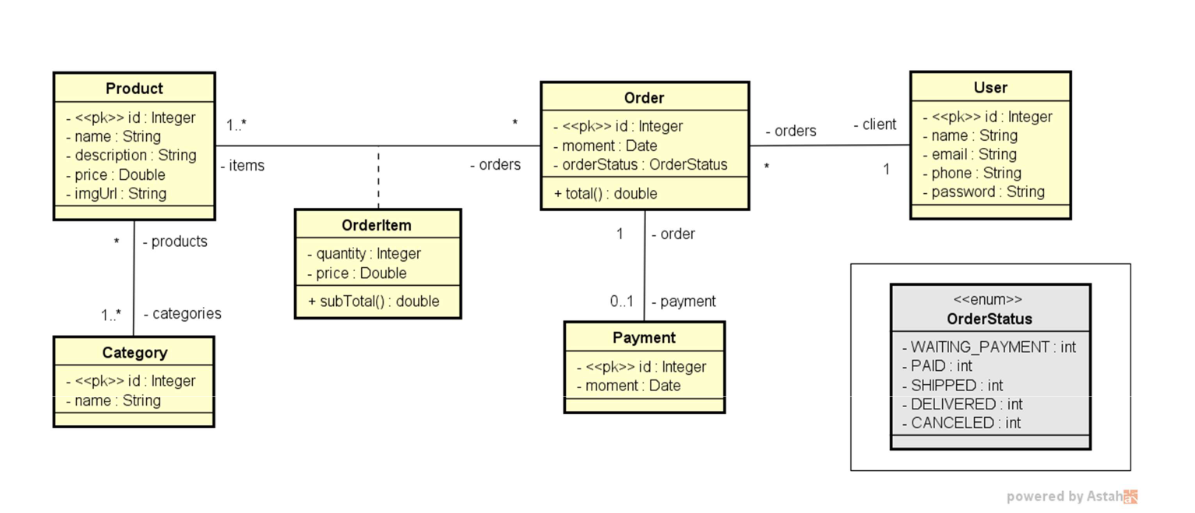 Product
- <<pk>> id : Integer
- name : String
- description : String
- price : Double
- imgUrl : String
1..*
- items
*
- orders
OrderItem
- quantity : Integer
- price : Double
+ subTotal() : double
Order
- <<pk>> id : Integer
- moment : Date
- orderStatus : OrderStatus
+ total() : double
- orders
*
- client
1
User
- <<pk>> id : Integer
- name : String
- email : String
- phone : String
- password : String
* - products
1..* - categories
Category
- <<pk>> id : Integer
- name : String
1 - order
0..1 - payment
Payment
- <<pk>> id : Integer
- moment : Date
<<enum>>
OrderStatus
- WAITING_PAYMENT : int
- PAID : int
- SHIPPED : int
- DELIVERED : int
- CANCELED : int
powered by Astah